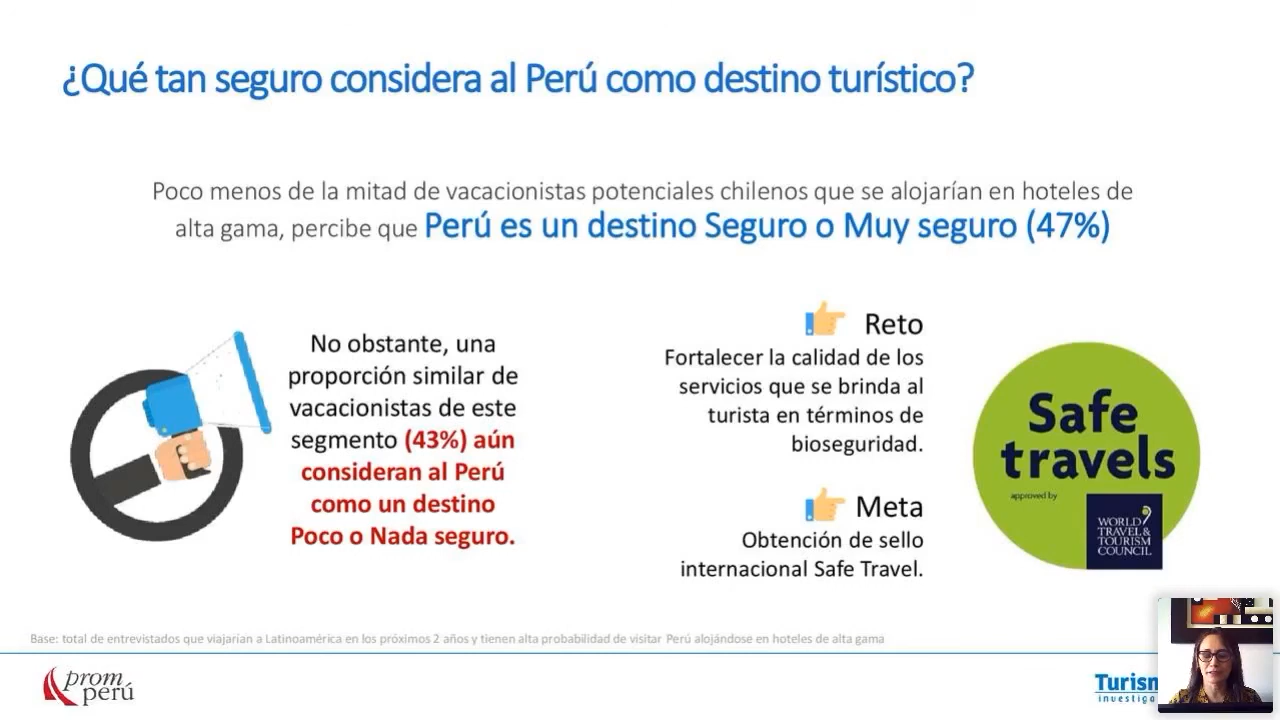 ¿Qué tan seguro considera al Perú como destino turístico?
Poco menos de la mitad de vacacionistas potenciales chilenos que se alojarían en hoteles de
alta gama, percibe que Perú es un destino Seguro o Muy seguro (47%)
No obstante, una
proporción similar de
vacacionistas de este
segmento (43%) aún
consideran al Perú
como un destino
Poco o Nada seguro.
Reto
Fortalecer la calidad de los
servicios que se brinda al
turista en términos de
bioseguridad.
Meta
Obtención de sello
internacional Safe Travel.
Safe
travels
approved by
WORLD
TRAVEL &
TOURISM
COUNCIL
Base: total de entrevistados que viajarían a Latinoamérica en los próximos 2 años y tienen alta probabilidad de visitar Perú alojándose en hoteles de alta gama
prom
perú